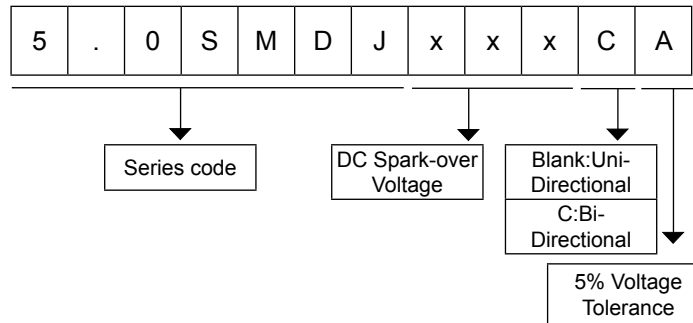 5 . 0 S M D J x x x C A
Series code
DC Spark-over
Voltage
Blank:Uni-
Directional
C:Bi-
Directional
5% Voltage
Tolerance